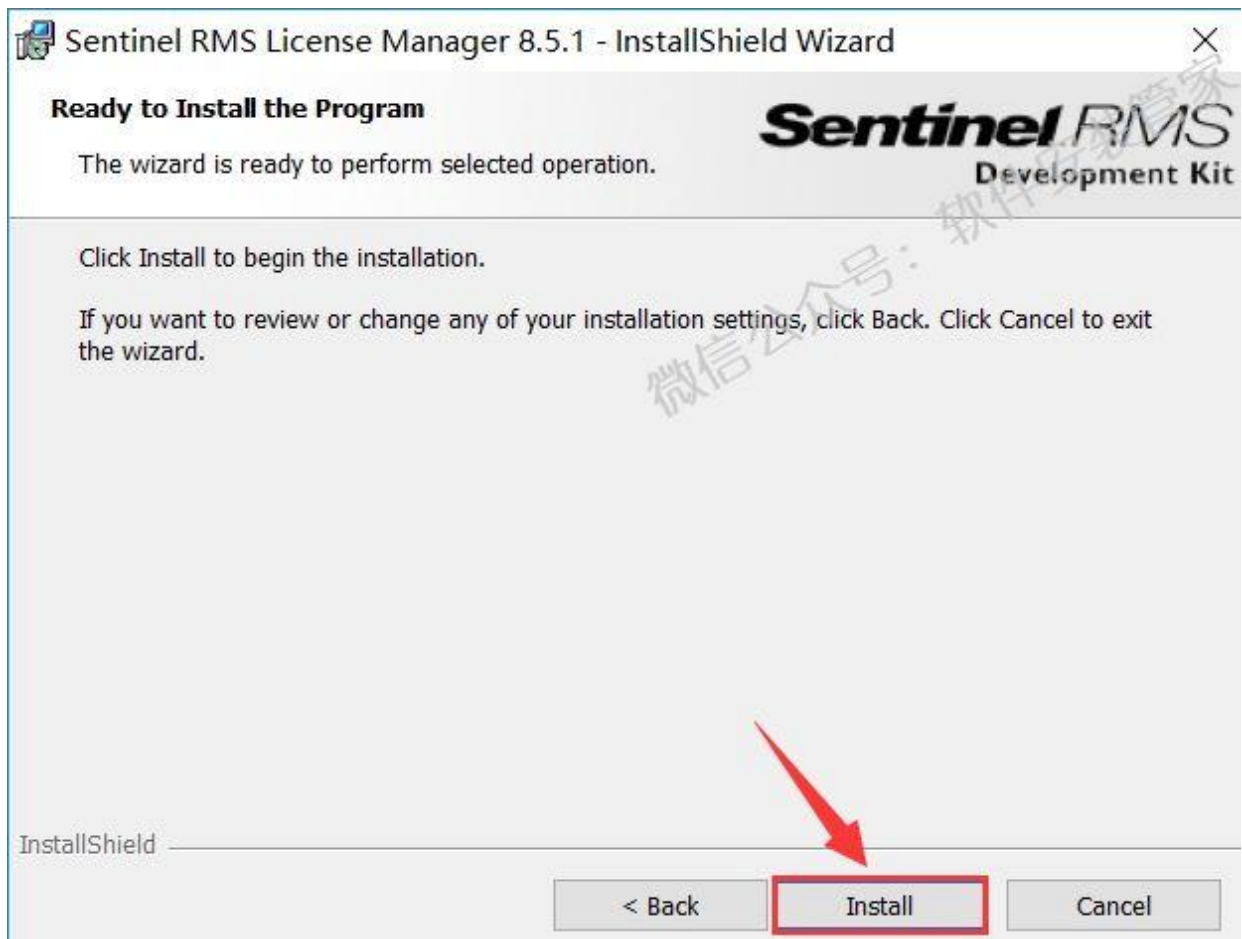 Sentinel RMS License Manager 8.5.1 - InstallShield Wizard
Ready to Install the Program
The wizard is ready to perform selected operation.
Sentinel RMS
Development Kit
Click Install to begin the installation.
If you want to review or change any of your installation settings, click Back. Click Cancel to exit
the wizard.
微信公众号：软件安装管家
InstallShield
< Back
Install
Cancel